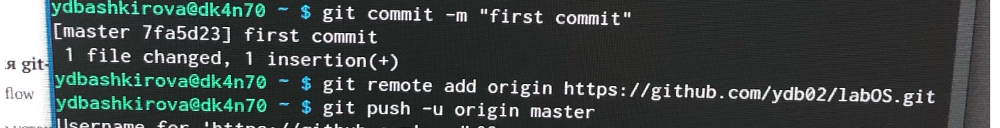 ydbashkirova@dk4n70 ~ $ git commit -m "first commit"
[master 7fa5d23] first commit
1 file changed, 1 insertion(+)
я git-
ydbashkirova@dk4n70 ~ $ git remote add origin https://github.com/ydb02/labOS.git
flow
ydbashkirova@dk4n70 ~ $ git push -u origin master
Username for 'https://github